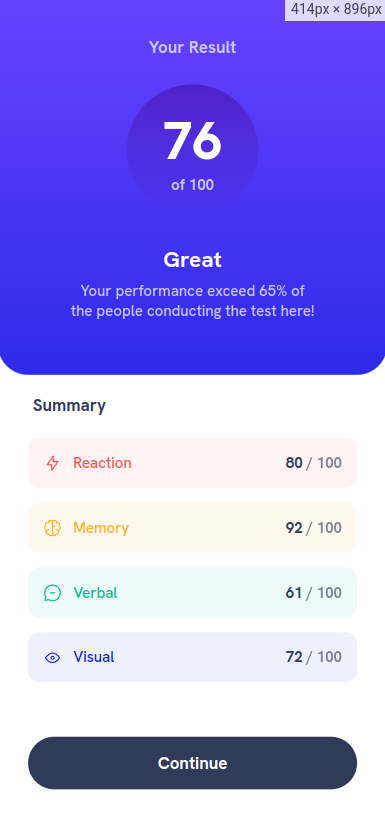 414px × 896px
Your Result
76
of 100
Great
Your performance exceed 65% of
the people conducting the test here!
Summary
Reaction 80 / 100
Memory 92 / 100
Verbal 61 / 100
Visual 72 / 100
Continue